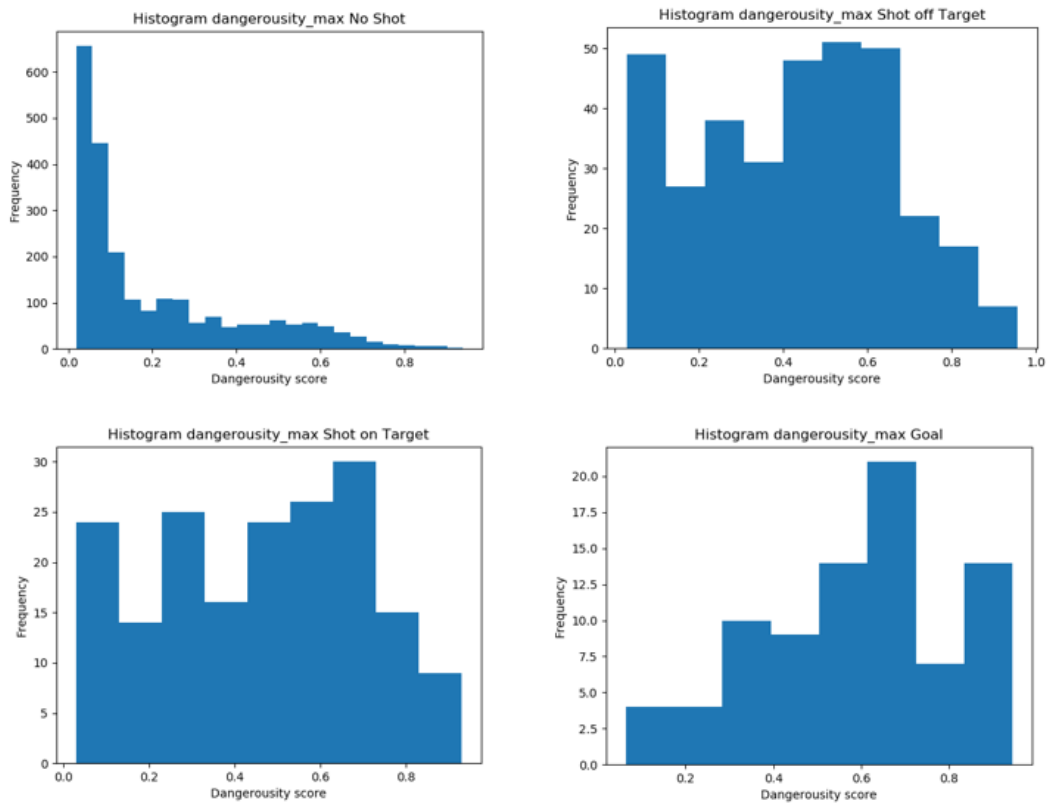 Histogram dangerousity_max No Shot
600
500
400
300
200
100
0
Frequency
0.0 0.2 0.4 0.6 0.8
Dangerousity score
Histogram dangerousity_max Shot off Target
50
40
30
20
10
0
Frequency
0.0 0.2 0.4 0.6 0.8 1.0
Dangerousity score
Histogram dangerousity_max Shot on Target
30
25
20
15
10
5
0
Frequency
0.0 0.2 0.4 0.6 0.8
Dangerousity score
Histogram dangerousity_max Goal
20.0
17.5
15.0
12.5
10.0
7.5
5.0
2.5
0.0
Frequency
0.2 0.4 0.6 0.8
Dangerousity score